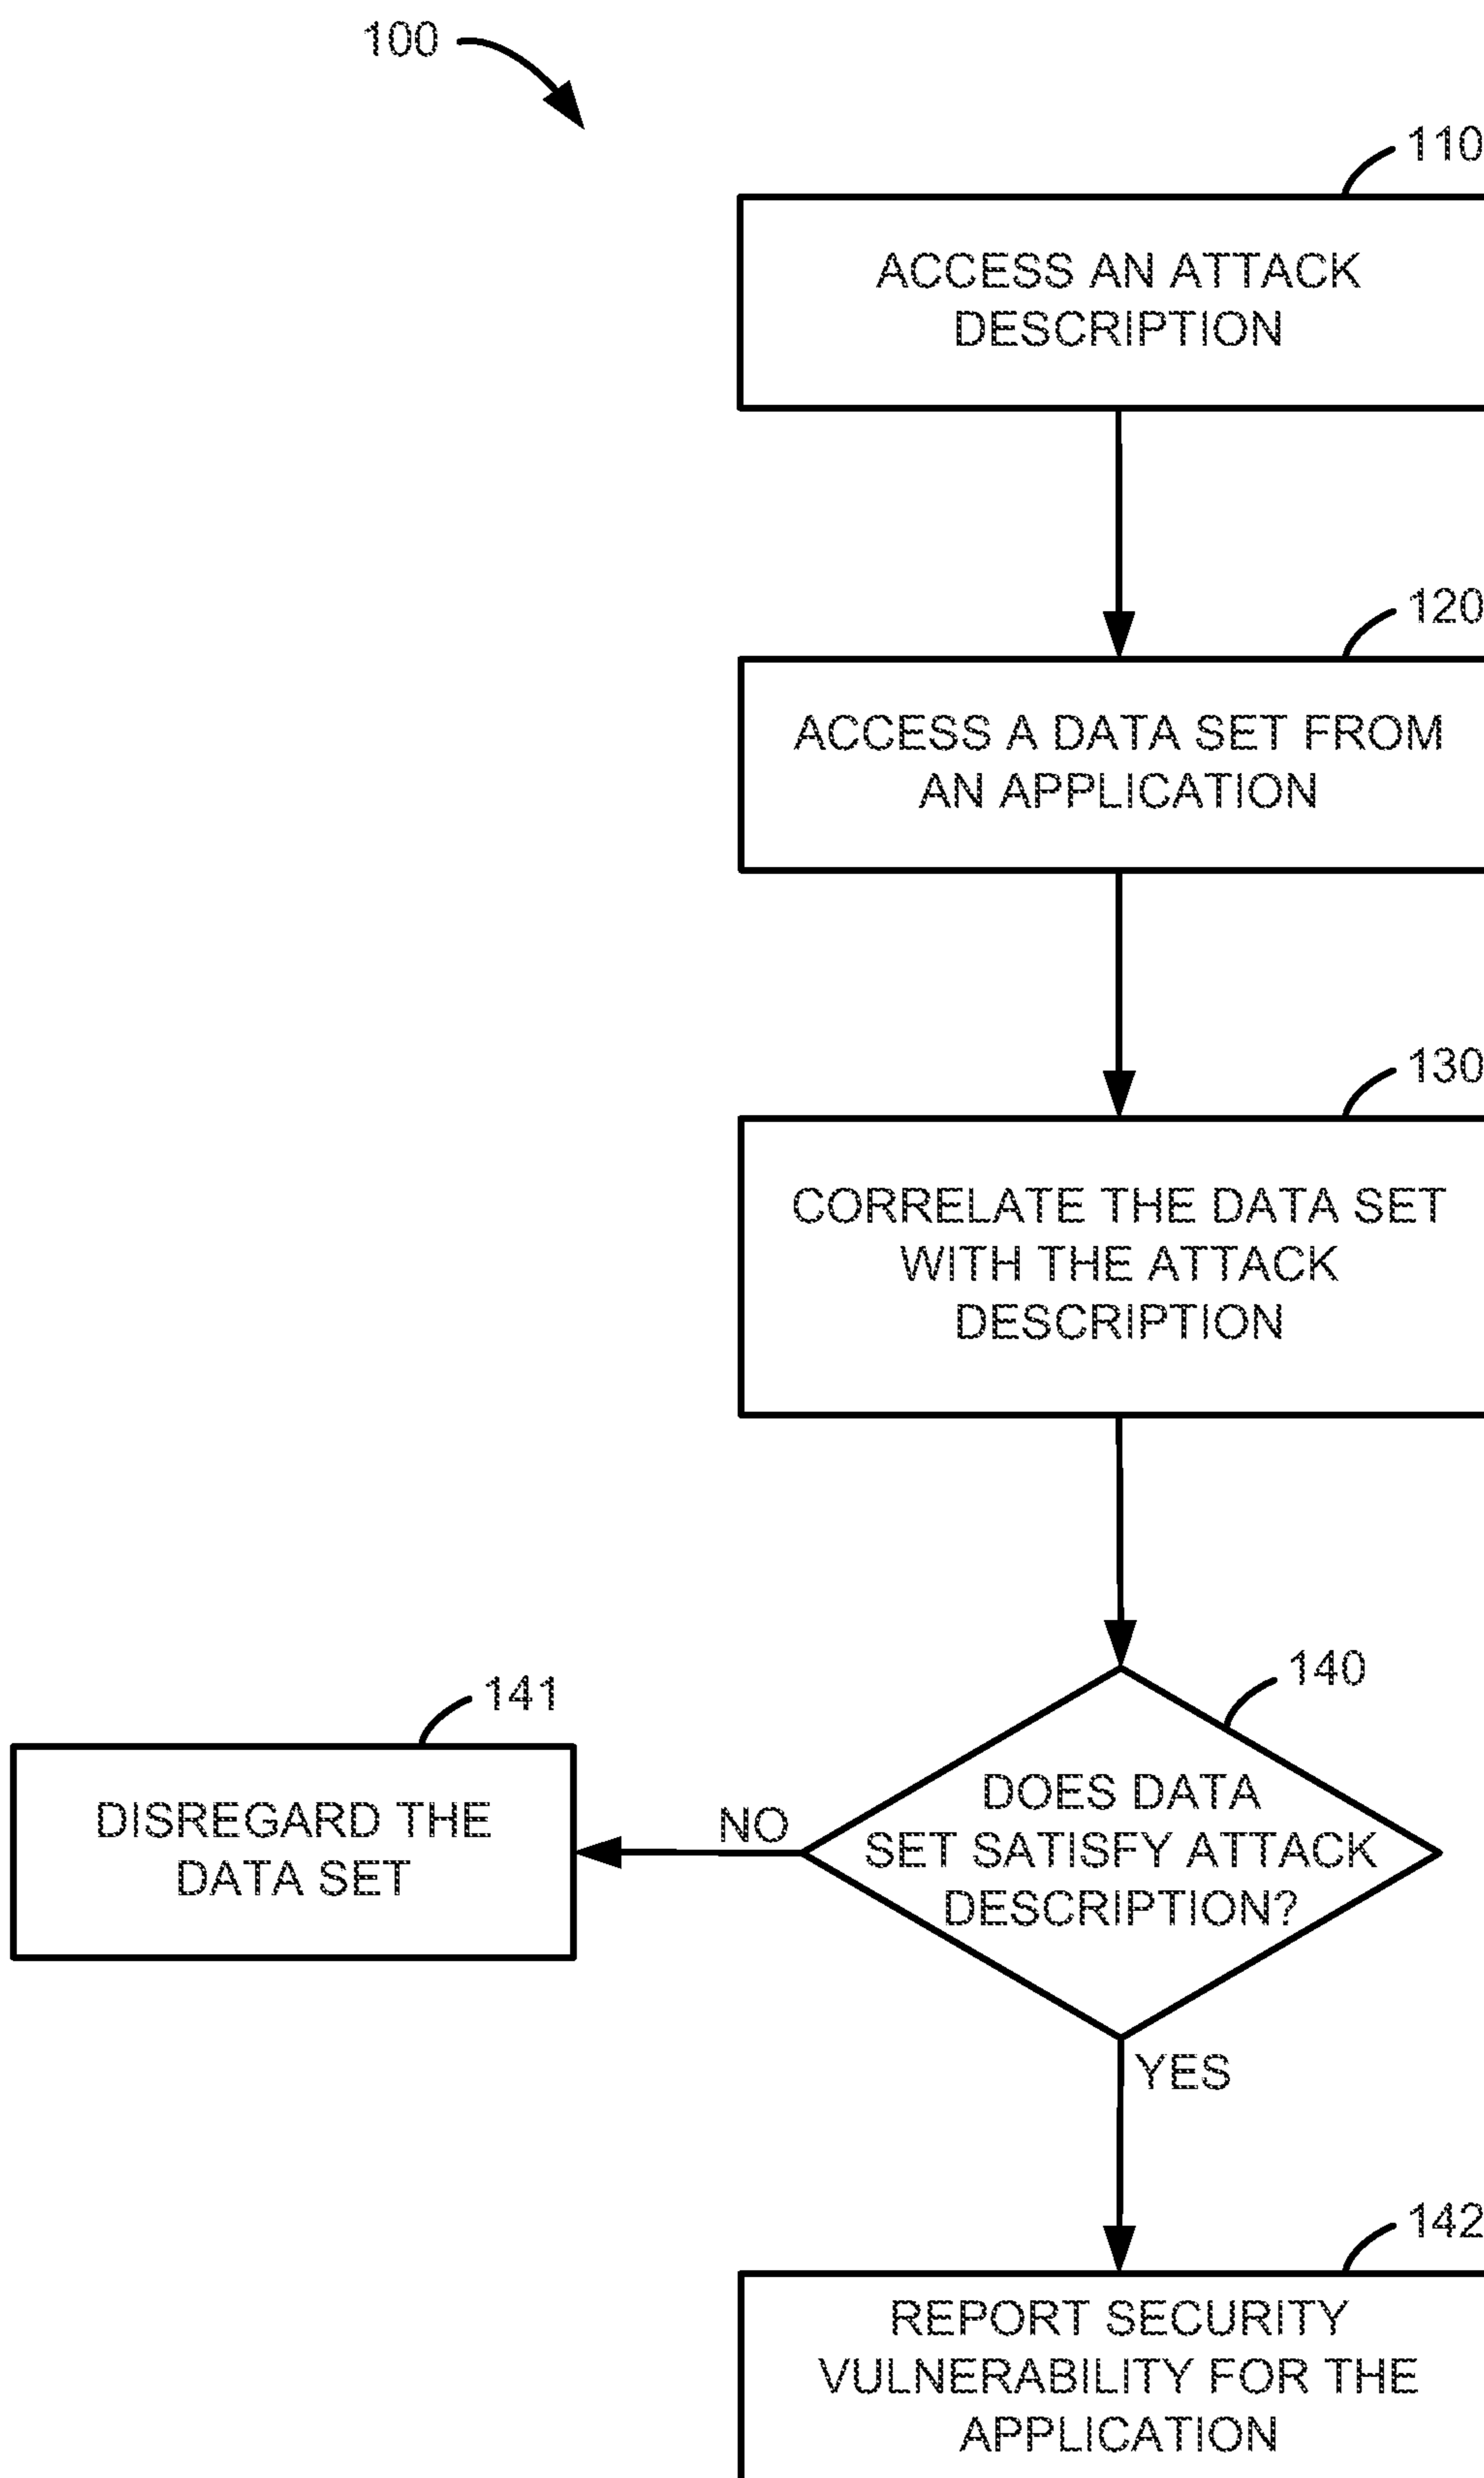 100
110
ACCESS AN ATTACK
DESCRIPTION
120
ACCESS A DATA SET FROM
AN APPLICATION
130
CORRELATE THE DATA SET
WITH THE ATTACK
DESCRIPTION
140
DOES DATA
SET SATISFY ATTACK
DESCRIPTION?
NO
141
DISREGARD THE
DATA SET
YES
142
REPORT SECURITY
VULNERABILITY FOR THE
APPLICATION